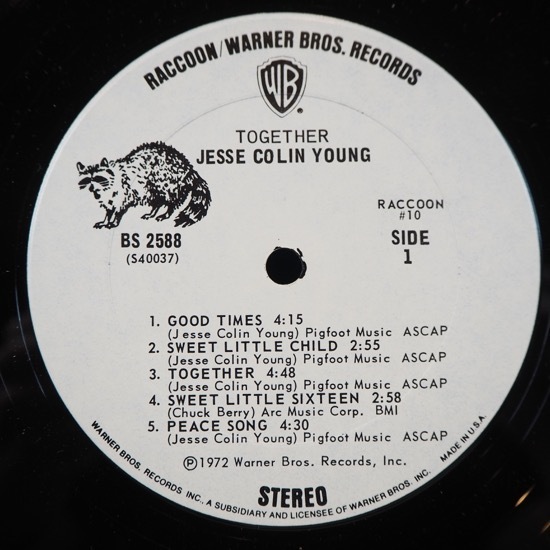 RACCOON/WARNER BROS. RECORDS
WB
®
TOGETHER
JESSE COLIN YOUNG
RACCOON
#10
BS 2588
(S40037)
SIDE
1
1. GOOD TIMES 4:15
(Jesse Colin Young) Pigfoot Music ASCAP
2. SWEET LITTLE CHILD 2:55
(Jesse Colin Young) Pigfoot Music ASCAP
3. TOGETHER 4:48
(Jesse Colin Young) Pigfoot Music ASCAP
4. SWEET LITTLE SIXTEEN 2:58
(Chuck Berry) Arc Music Corp. BMI
5. PEACE SONG 4:30
(Jesse Colin Young) Pigfoot Music ASCAP
℗1972 Warner Bros. Records, Inc.
STEREO
WARNER BROS. RECORDS INC., A SUBSIDIARY AND LICENSEE OF WARNER BROS. INC. MADE IN U.S.A.